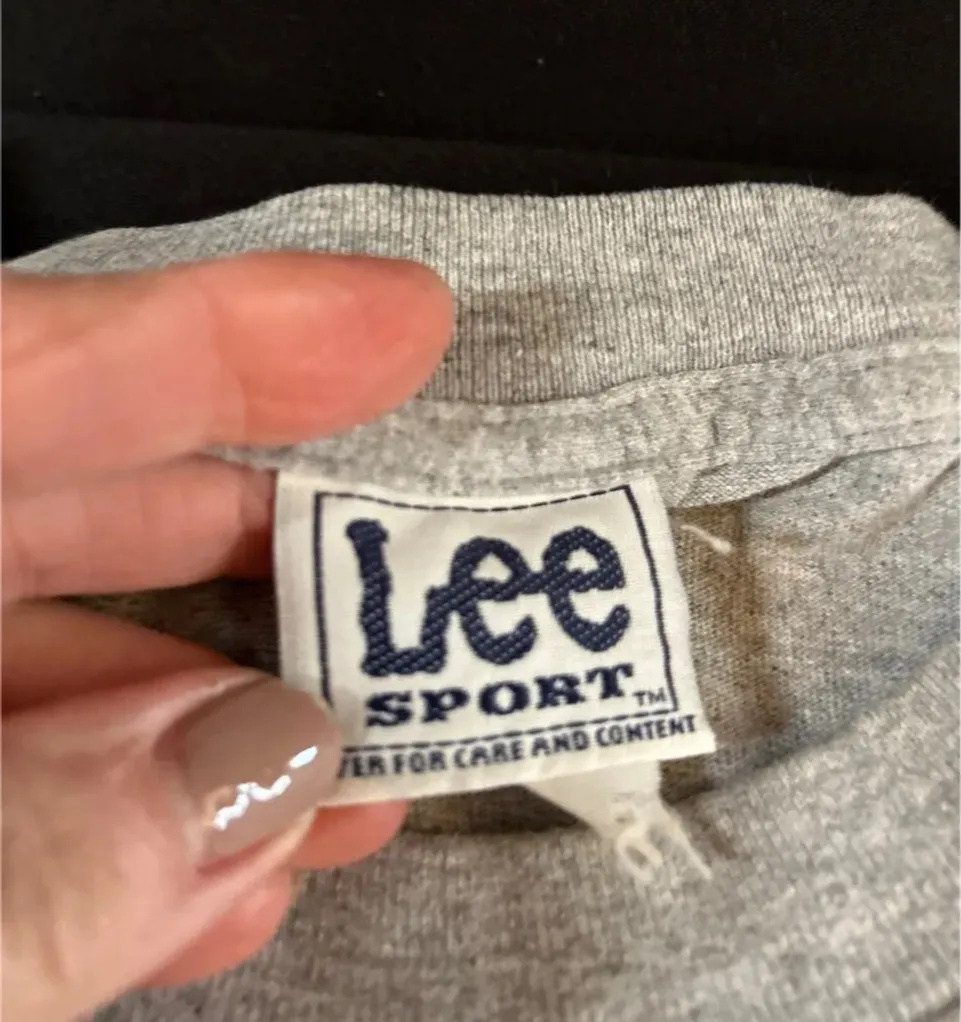 Lee
SPORT™
FOR CARE AND CONTENT